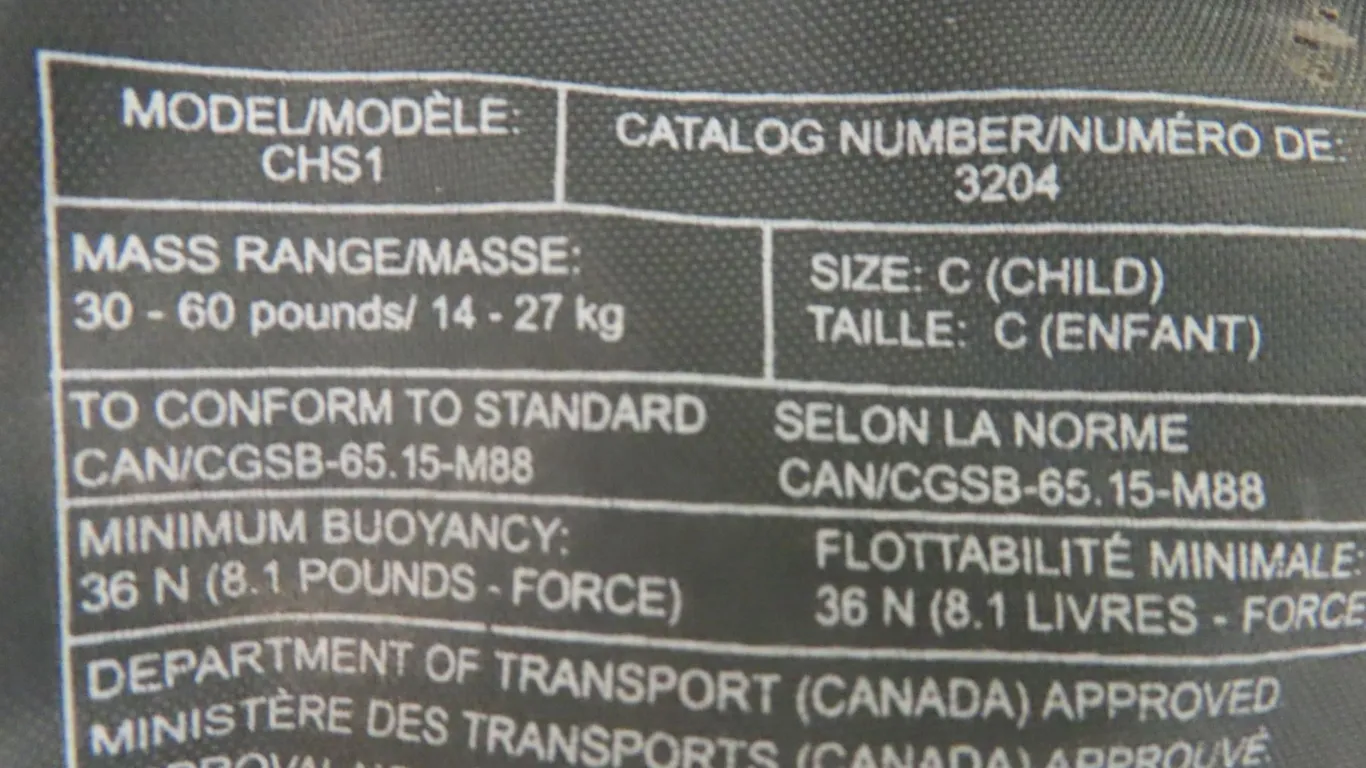 MODEL/MODÈLE:
CHS1
CATALOG NUMBER/NUMÉRO DE:
3204
MASS RANGE/MASSE:
30 - 60 pounds/ 14 - 27 kg
SIZE: C (CHILD)
TAILLE: C (ENFANT)
TO CONFORM TO STANDARD
CAN/CGSB-65.15-M88
SELON LA NORME
CAN/CGSB-65.15-M88
MINIMUM BUOYANCY:
36 N (8.1 POUNDS - FORCE)
FLOTTABILITÉ MINIMALE:
36 N (8.1 LIVRES - FORCE
DEPARTMENT OF TRANSPORT (CANADA) APPROVED
MINISTÈRE DES TRANSPORTS (CANADA) APPROUVÉ